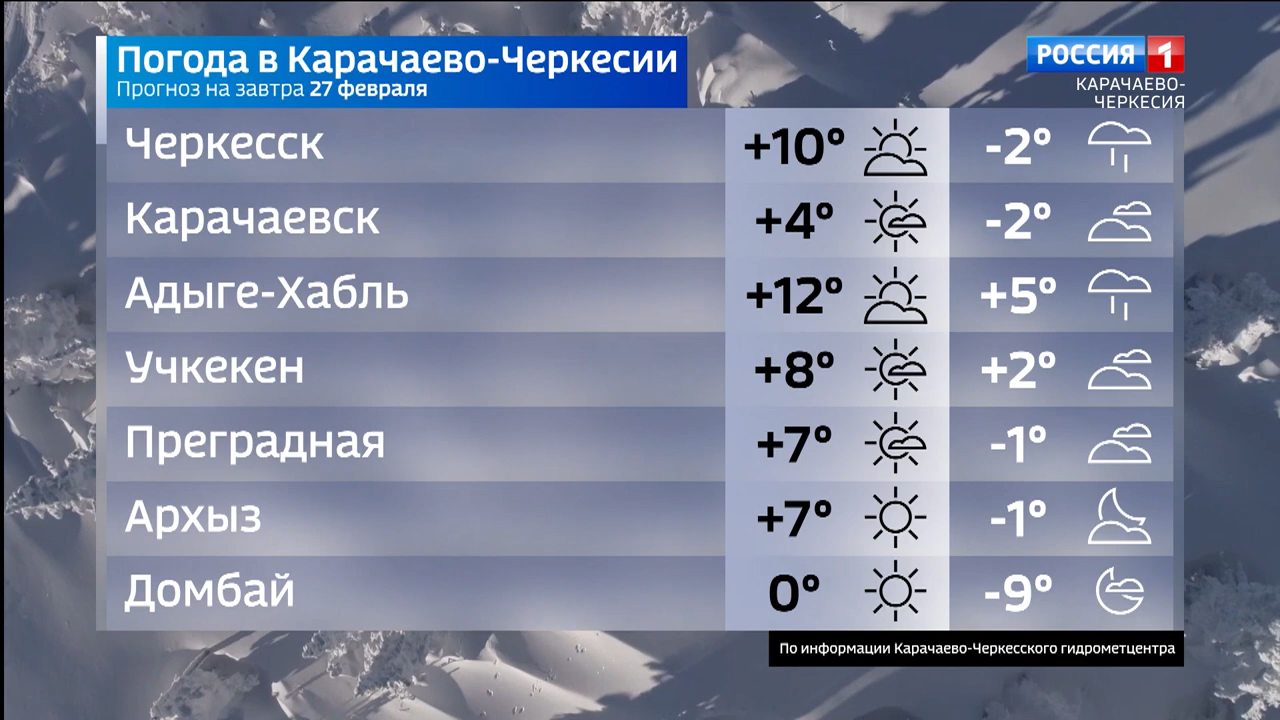 Погода в Карачаево-Черкесии
Прогноз на завтра 27 февраля
РОССИЯ 1
КАРАЧАЕВО-
ЧЕРКЕСИЯ
Черкесск +10° -2°
Карачаевск +4° -2°
Адыге-Хабль +12° +5°
Учкекен +8° +2°
Преградная +7° -1°
Архыз +7° -1°
Домбай 0° -9°
По информации Карачаево-Черкесского гидрометцентра